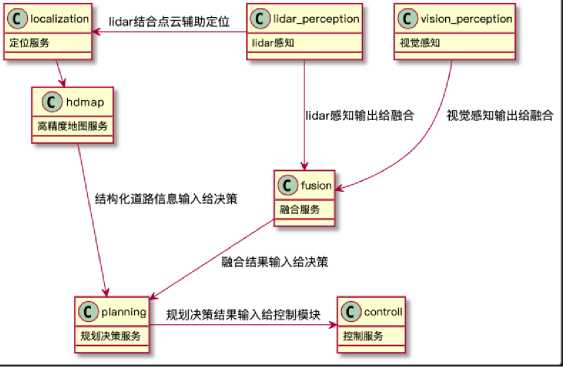 C localization
定位服务
lidar结合点云辅助定位
C lidar_perception
lidar感知
C vision_perception
视觉感知
C hdmap
高精度地图服务
lidar感知输出给融合
视觉感知输出给融合
C fusion
融合服务
结构化道路信息输入给决策
融合结果输入给决策
C planning
规划决策服务
规划决策结果输入给控制模块
C controll
控制服务